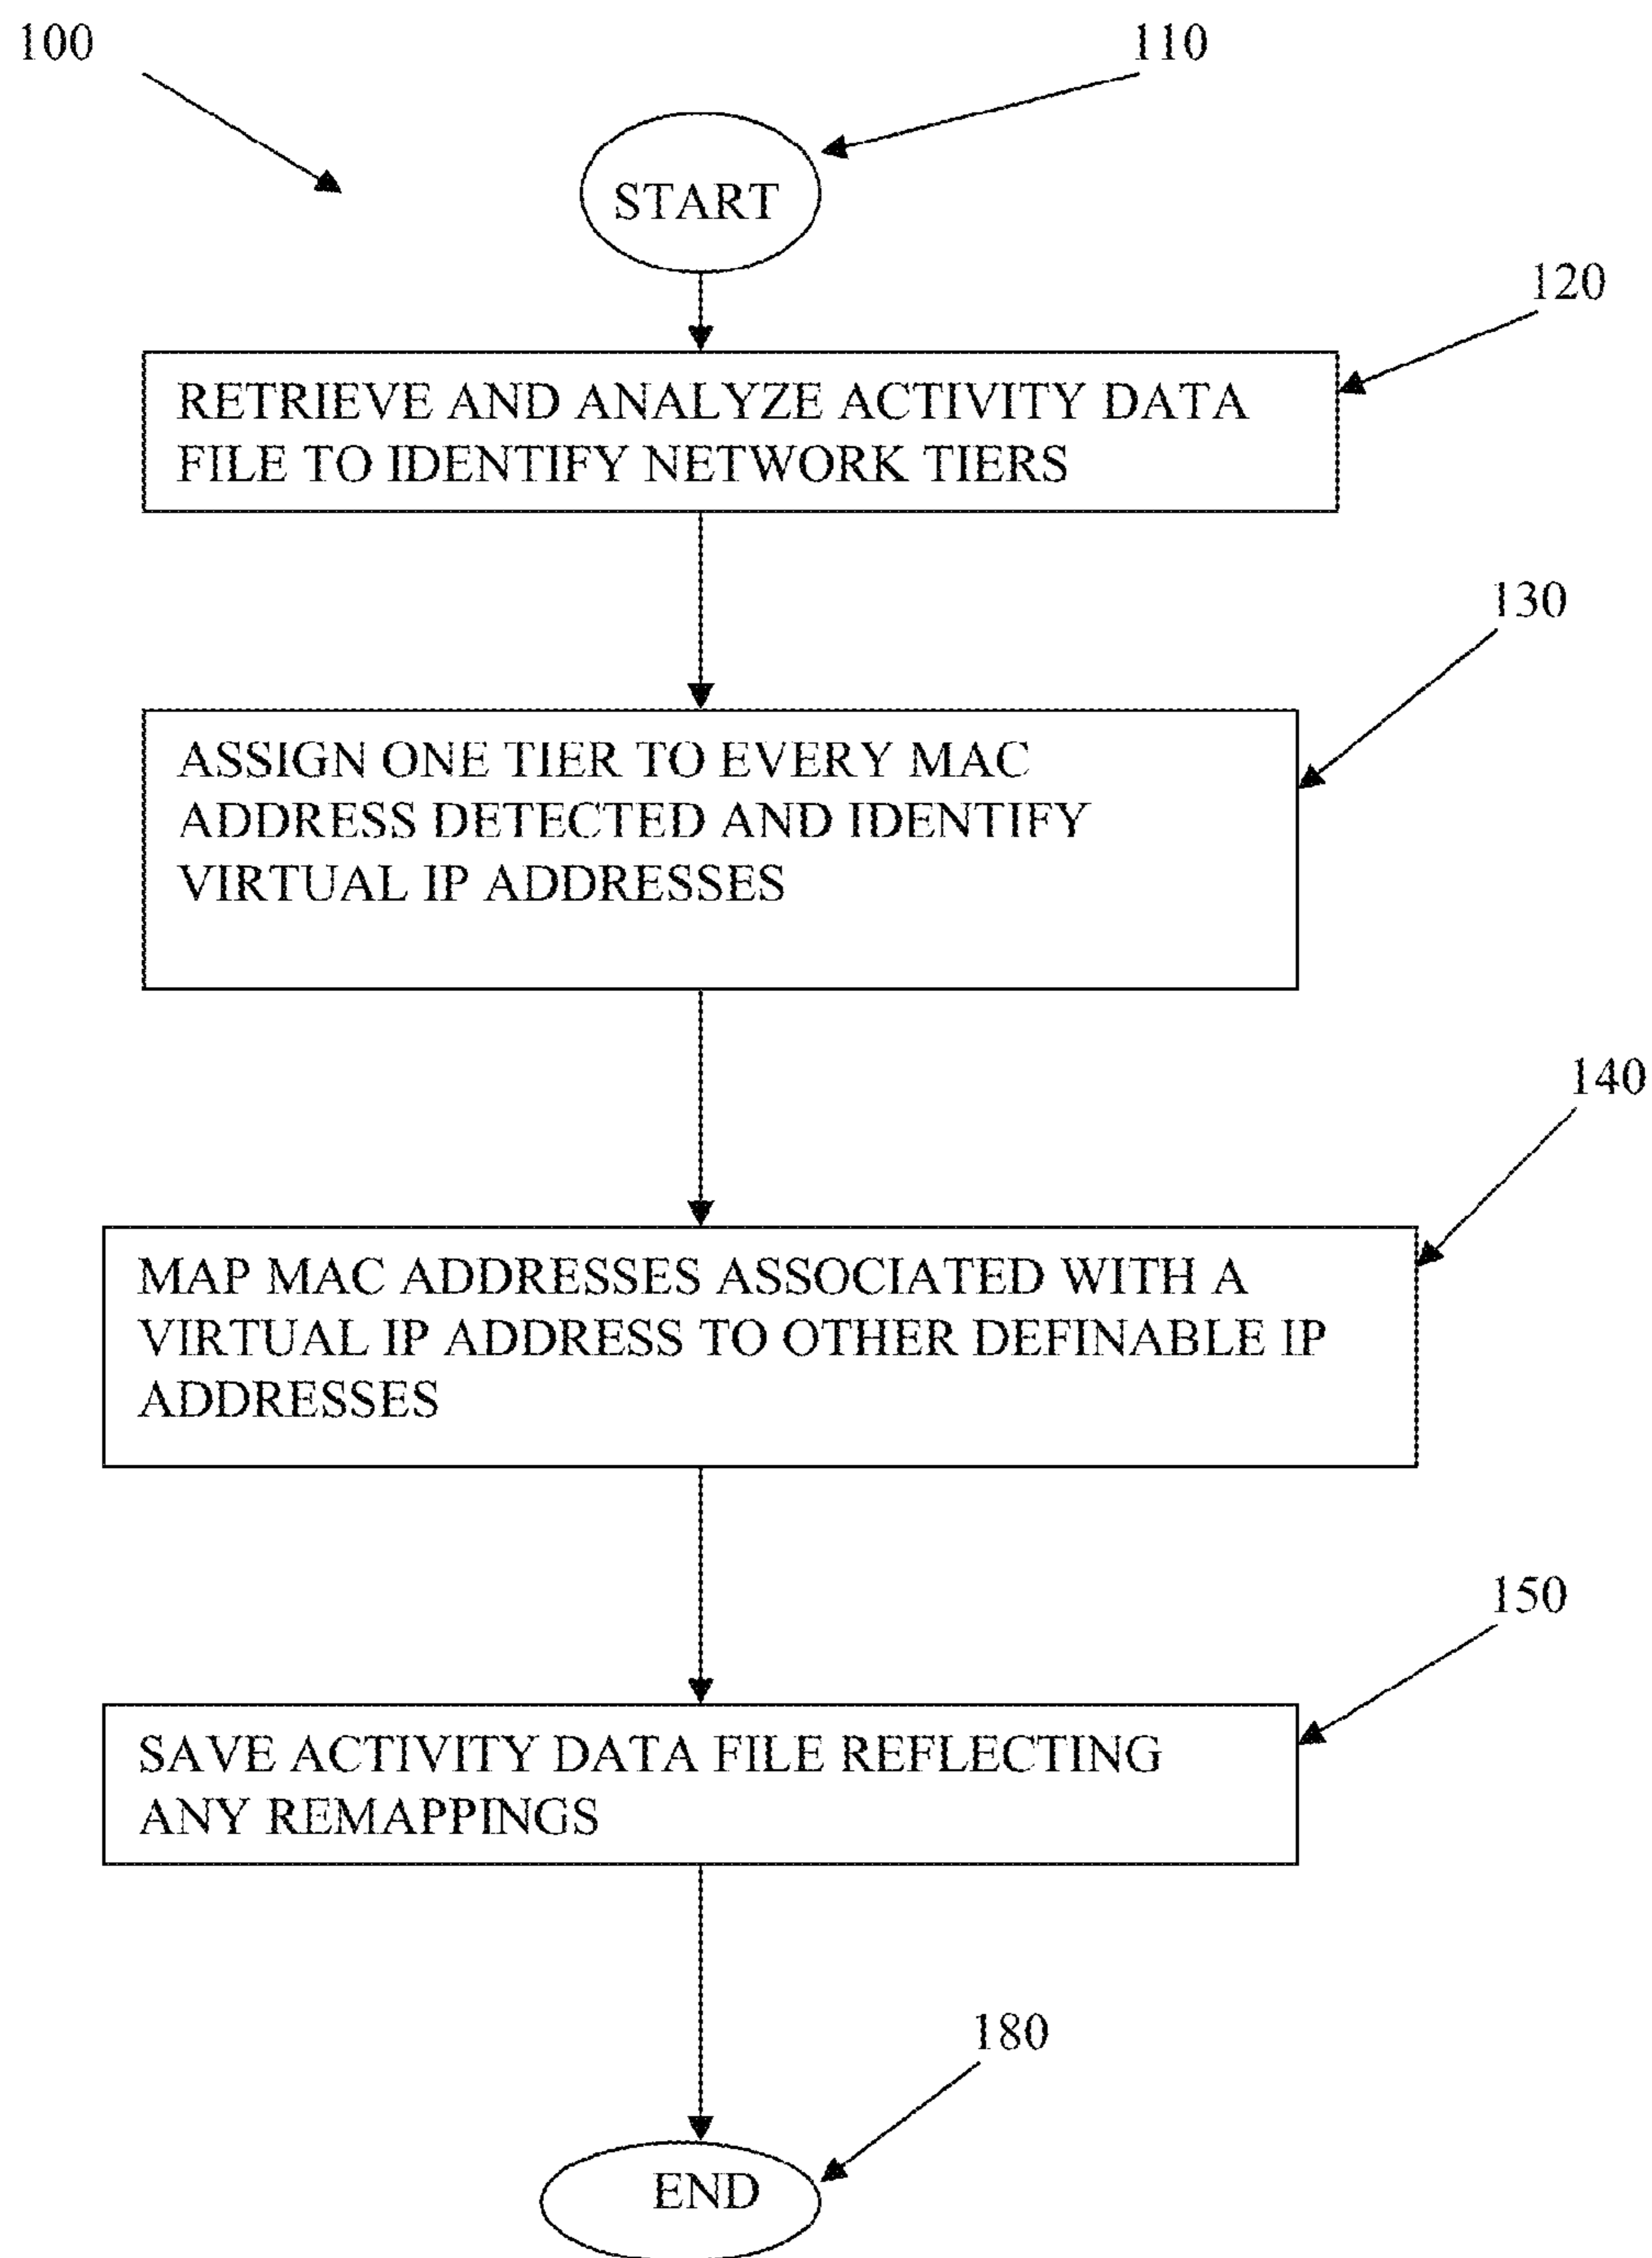 100
110
START
120
RETRIEVE AND ANALYZE ACTIVITY DATA
FILE TO IDENTIFY NETWORK TIERS
130
ASSIGN ONE TIER TO EVERY MAC
ADDRESS DETECTED AND IDENTIFY
VIRTUAL IP ADDRESSES
140
MAP MAC ADDRESSES ASSOCIATED WITH A
VIRTUAL IP ADDRESS TO OTHER DEFINABLE IP
ADDRESSES
150
SAVE ACTIVITY DATA FILE REFLECTING
ANY REMAPPINGS
180
END